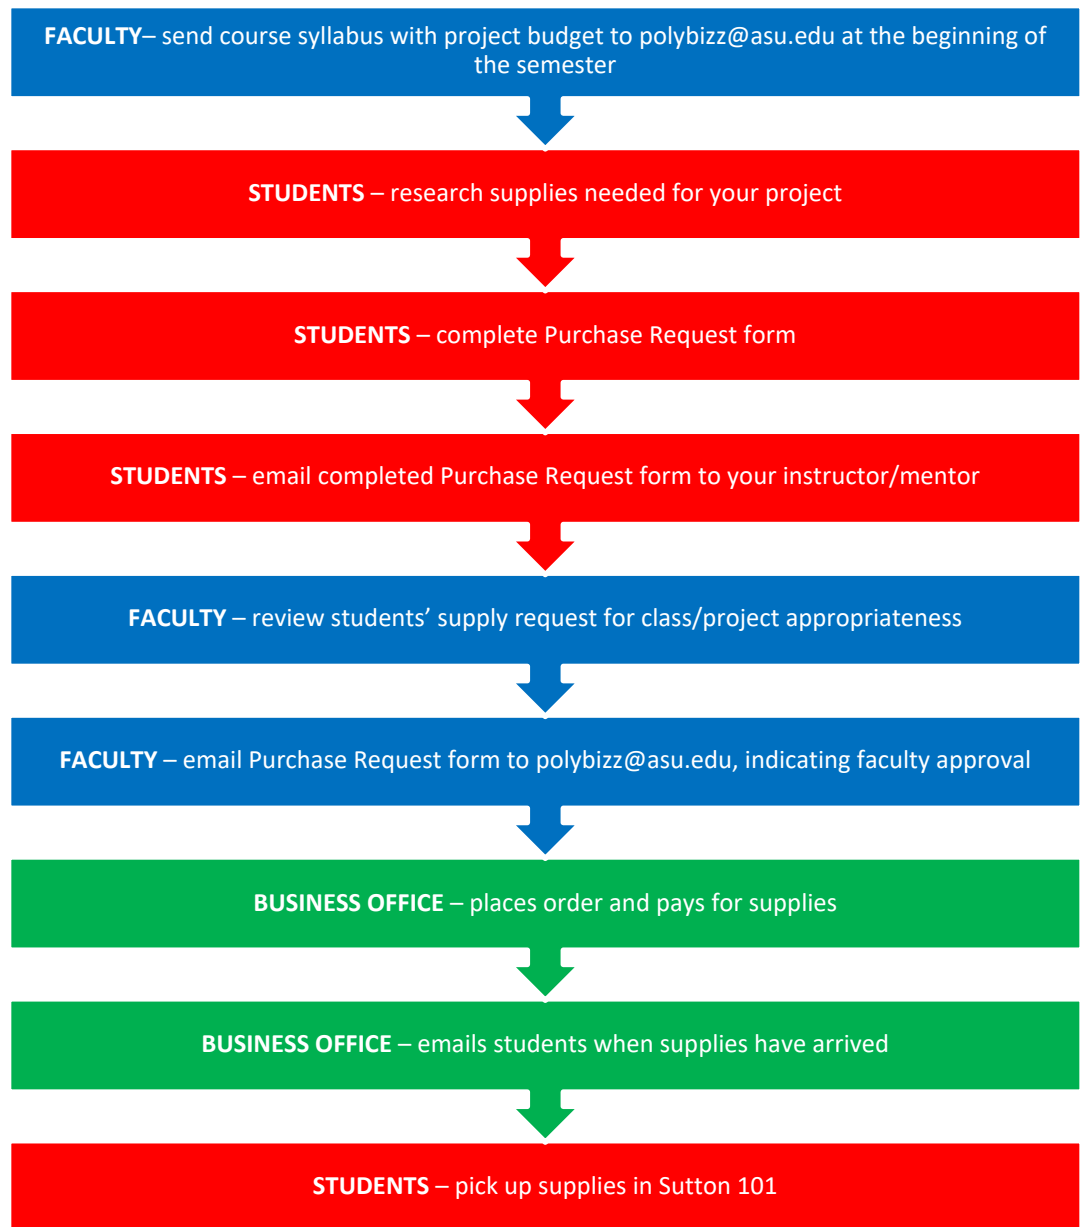 FACULTY– send course syllabus with project budget to polybizz@asu.edu at the beginning of
the semester
STUDENTS – research supplies needed for your project
STUDENTS – complete Purchase Request form
STUDENTS – email completed Purchase Request form to your instructor/mentor
FACULTY – review students’ supply request for class/project appropriateness
FACULTY – email Purchase Request form to polybizz@asu.edu, indicating faculty approval
BUSINESS OFFICE – places order and pays for supplies
BUSINESS OFFICE – emails students when supplies have arrived
STUDENTS – pick up supplies in Sutton 101